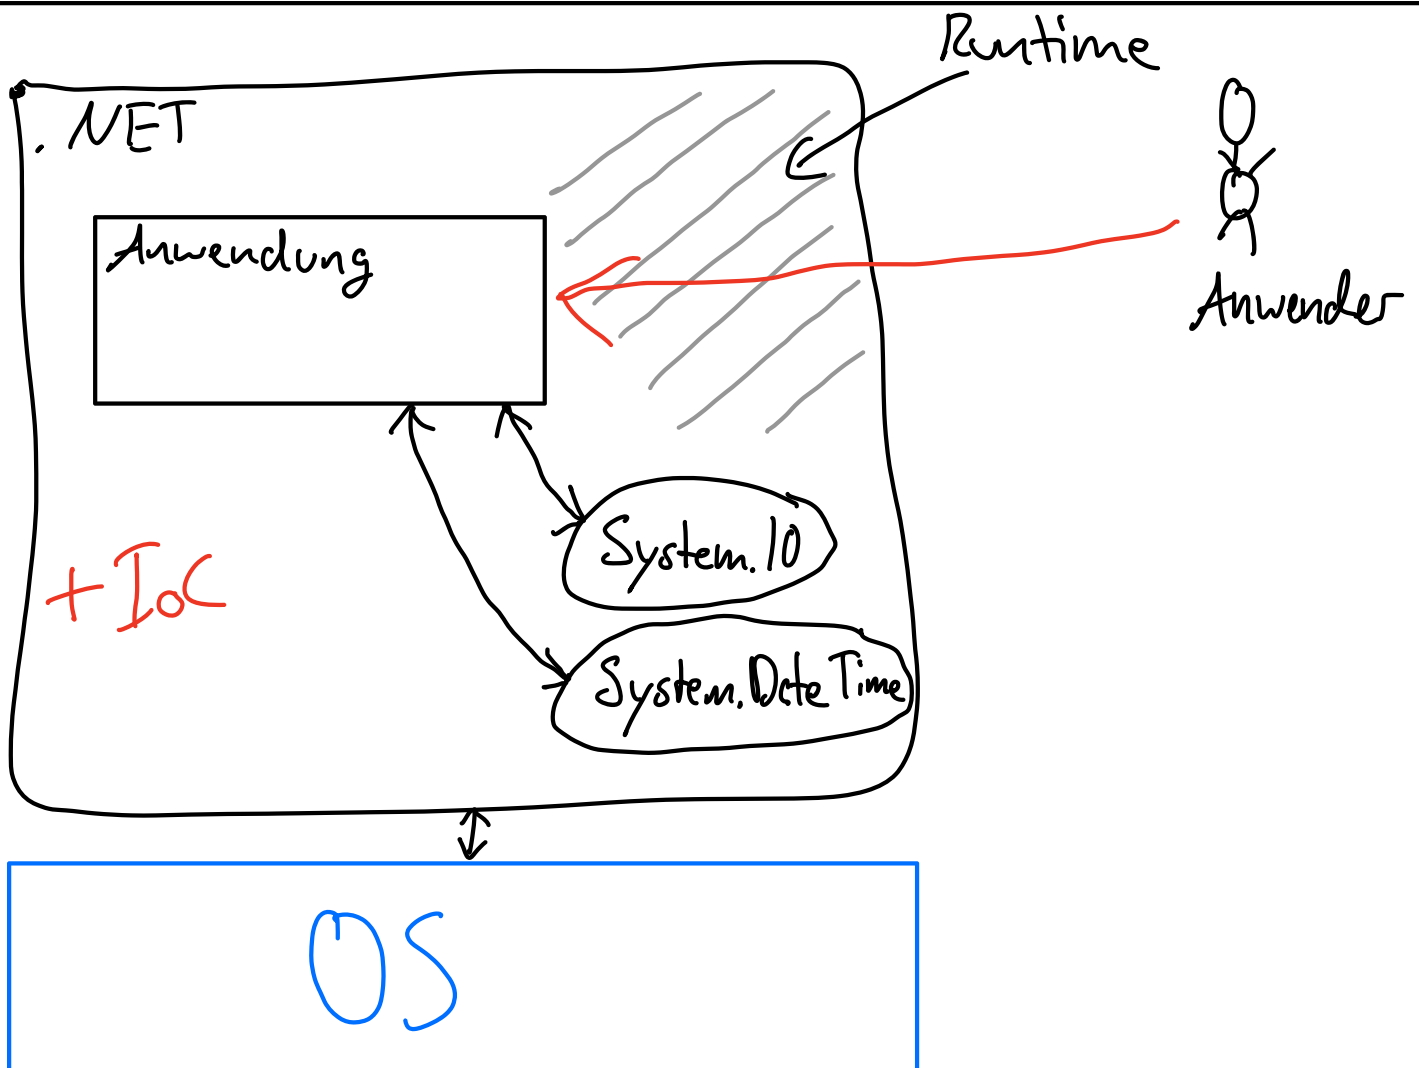 Runtime
.NET
Anwendung
Anwender
System.IO
+ IoC
System.DateTime
OS